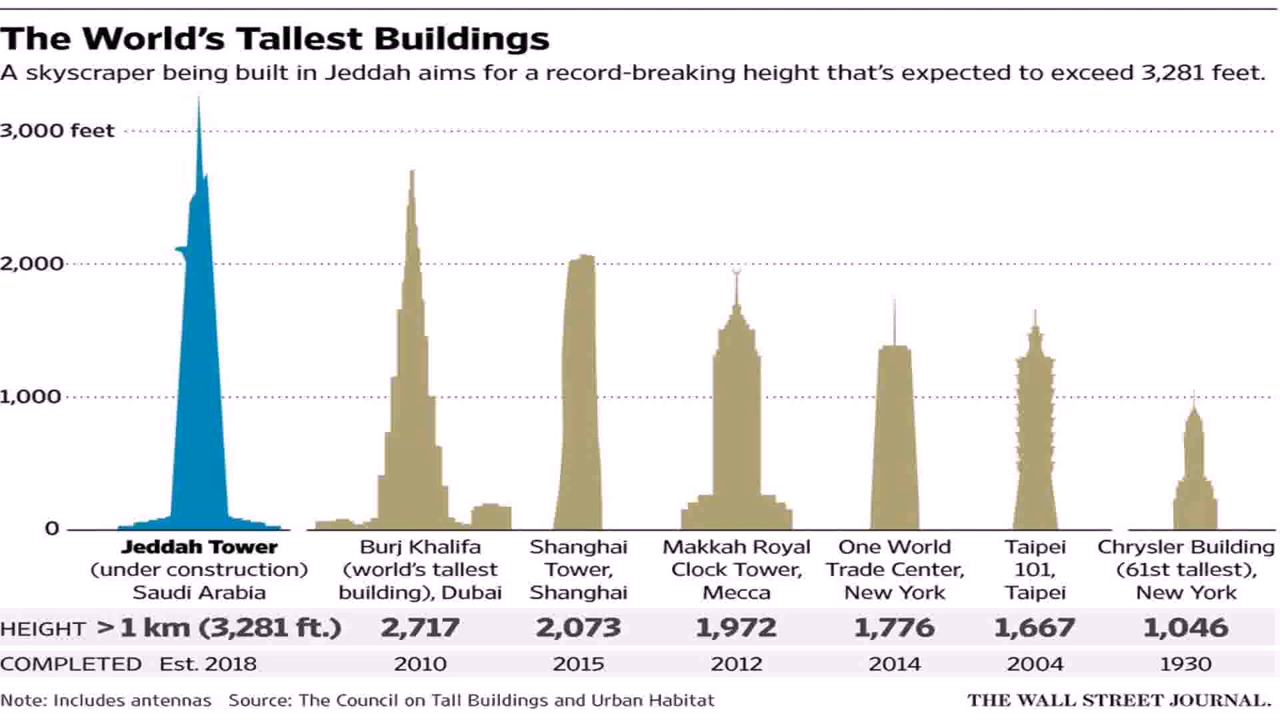 The World's Tallest Buildings
A skyscraper being built in Jeddah aims for a record-breaking height that's expected to exceed 3,281 feet.
3,000 feet
2,000
1,000
0
Jeddah Tower
(under construction)
Saudi Arabia
Burj Khalifa
(world's tallest
building), Dubai
Shanghai
Tower,
Shanghai
Makkah Royal
Clock Tower,
Mecca
One World
Trade Center,
New York
Taipei
101,
Taipei
Chrysler Building
(61st tallest),
New York
HEIGHT > 1 km (3,281 ft.) 2,717 2,073 1,972 1,776 1,667 1,046
COMPLETED Est. 2018 2010 2015 2012 2014 2004 1930
Note: Includes antennas Source: The Council on Tall Buildings and Urban Habitat
THE WALL STREET JOURNAL.